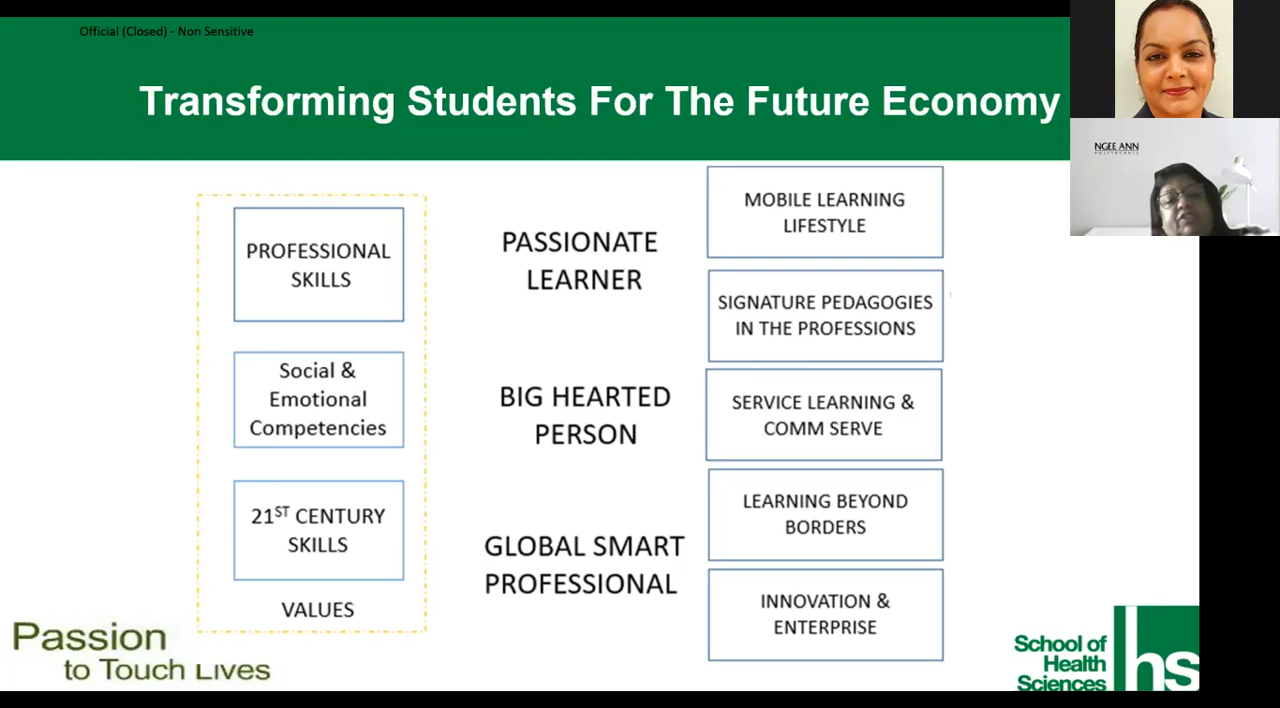 Official (Closed) - Non Sensitive
Transforming Students For The Future Economy
NGEE ANN
POLYTECHNIC
PROFESSIONAL
SKILLS
Social &
Emotional
Competencies
21ST CENTURY
SKILLS
VALUES
PASSIONATE
LEARNER
BIG HEARTED
PERSON
GLOBAL SMART
PROFESSIONAL
MOBILE LEARNING
LIFESTYLE
SIGNATURE PEDAGOGIES
IN THE PROFESSIONS
SERVICE LEARNING &
COMM SERVE
LEARNING BEYOND
BORDERS
INNOVATION &
ENTERPRISE
Passion
to Touch Lives
School of
Health
Sciences
hs